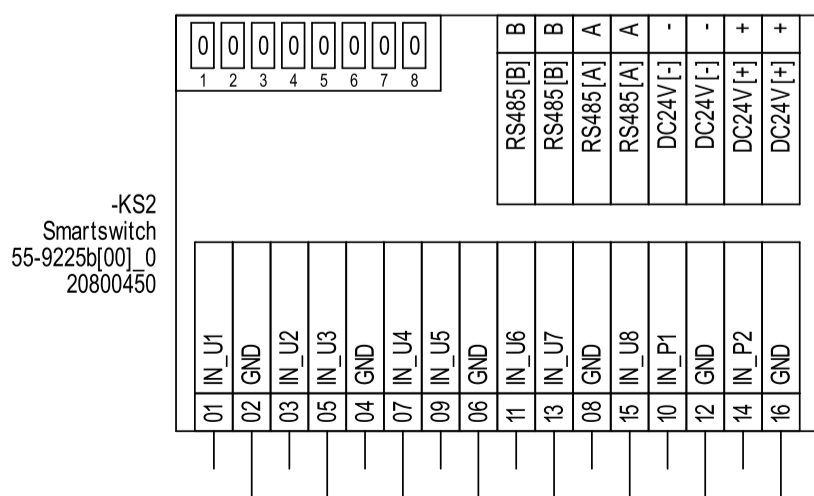 0 0 0 0 0 0 0 0
1 2 3 4 5 6 7 8
B B A A - - + +
RS485[B] RS485[B] RS485[A] RS485[A] DC24V[-] DC24V[-] DC24V[+] DC24V[+]
-KS2
Smartswitch
55-9225b[00]_0
20800450
IN_U1 GND IN_U2 IN_U3 GND IN_U4 IN_U5 GND IN_U6 IN_U7 GND IN_U8 IN_P1 GND IN_P2 GND
01 02 03 05 04 07 09 06 11 13 08 15 10 12 14 16